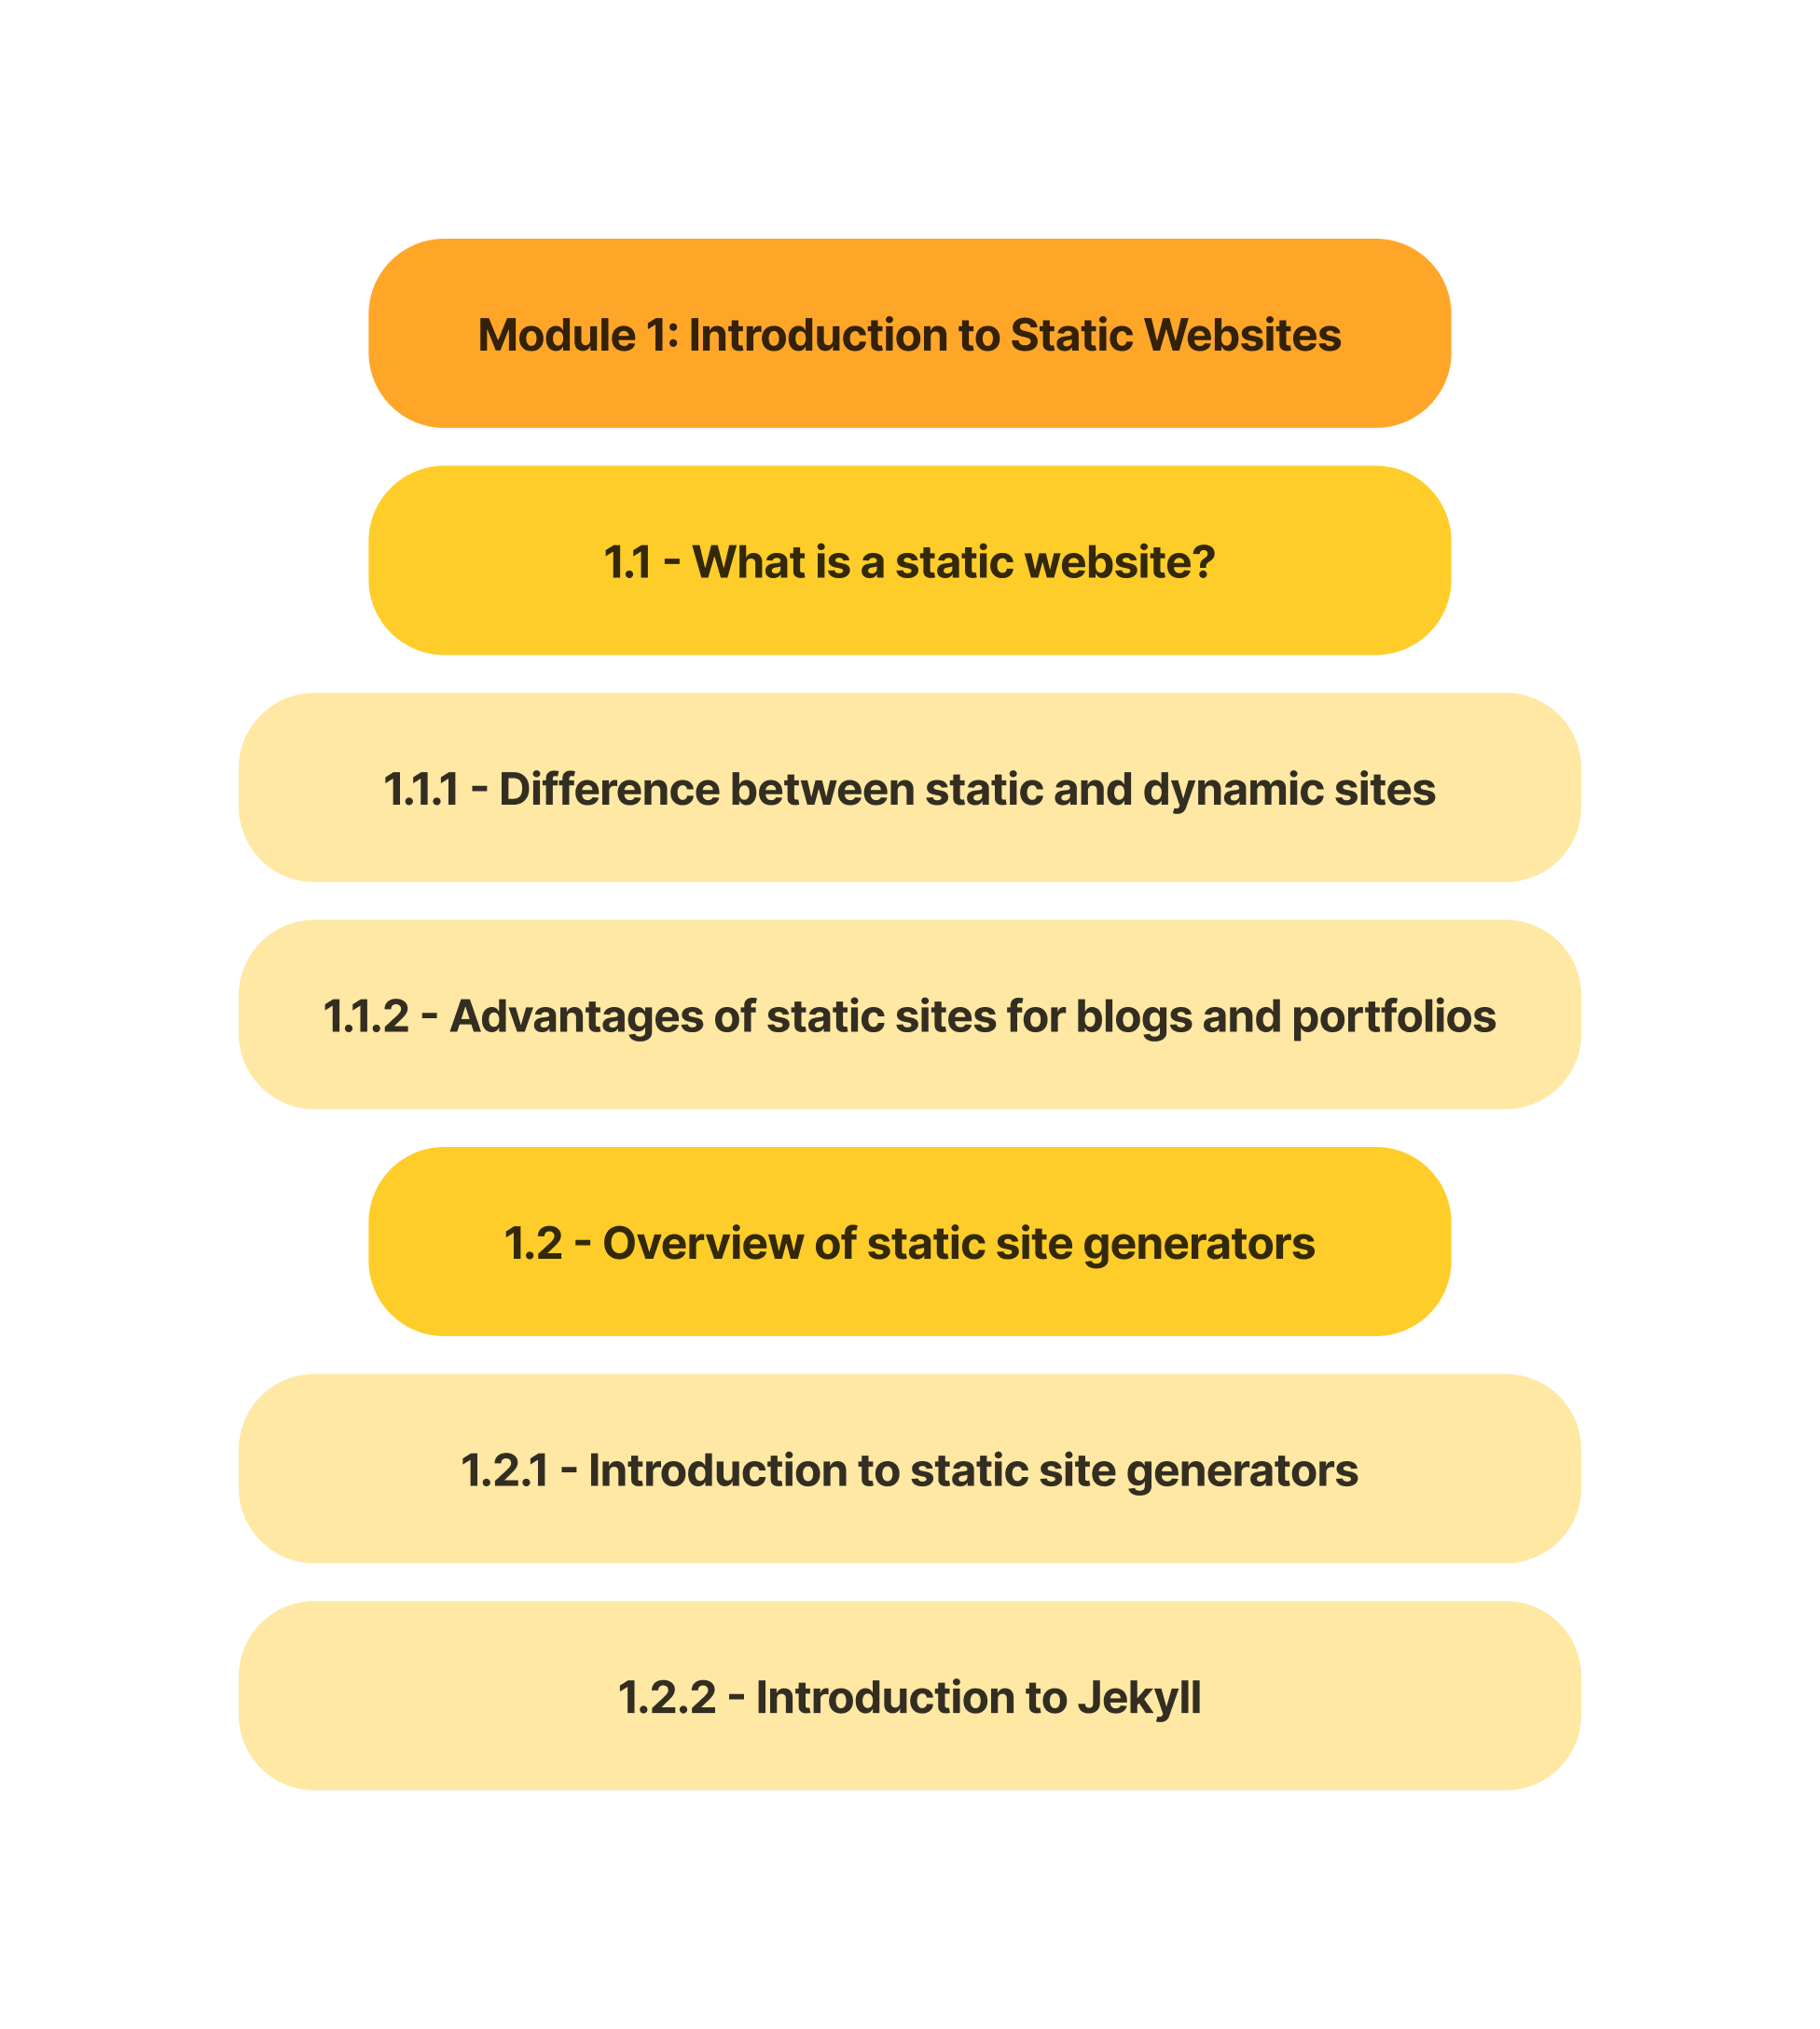 Module 1: Introduction to Static Websites
1.1 - What is a static website?
1.1.1 - Difference between static and dynamic sites
1.1.2 - Advantages of static sites for blogs and portfolios
1.2 - Overview of static site generators
1.2.1 - Introduction to static site generators
1.2.2 - Introduction to Jekyll